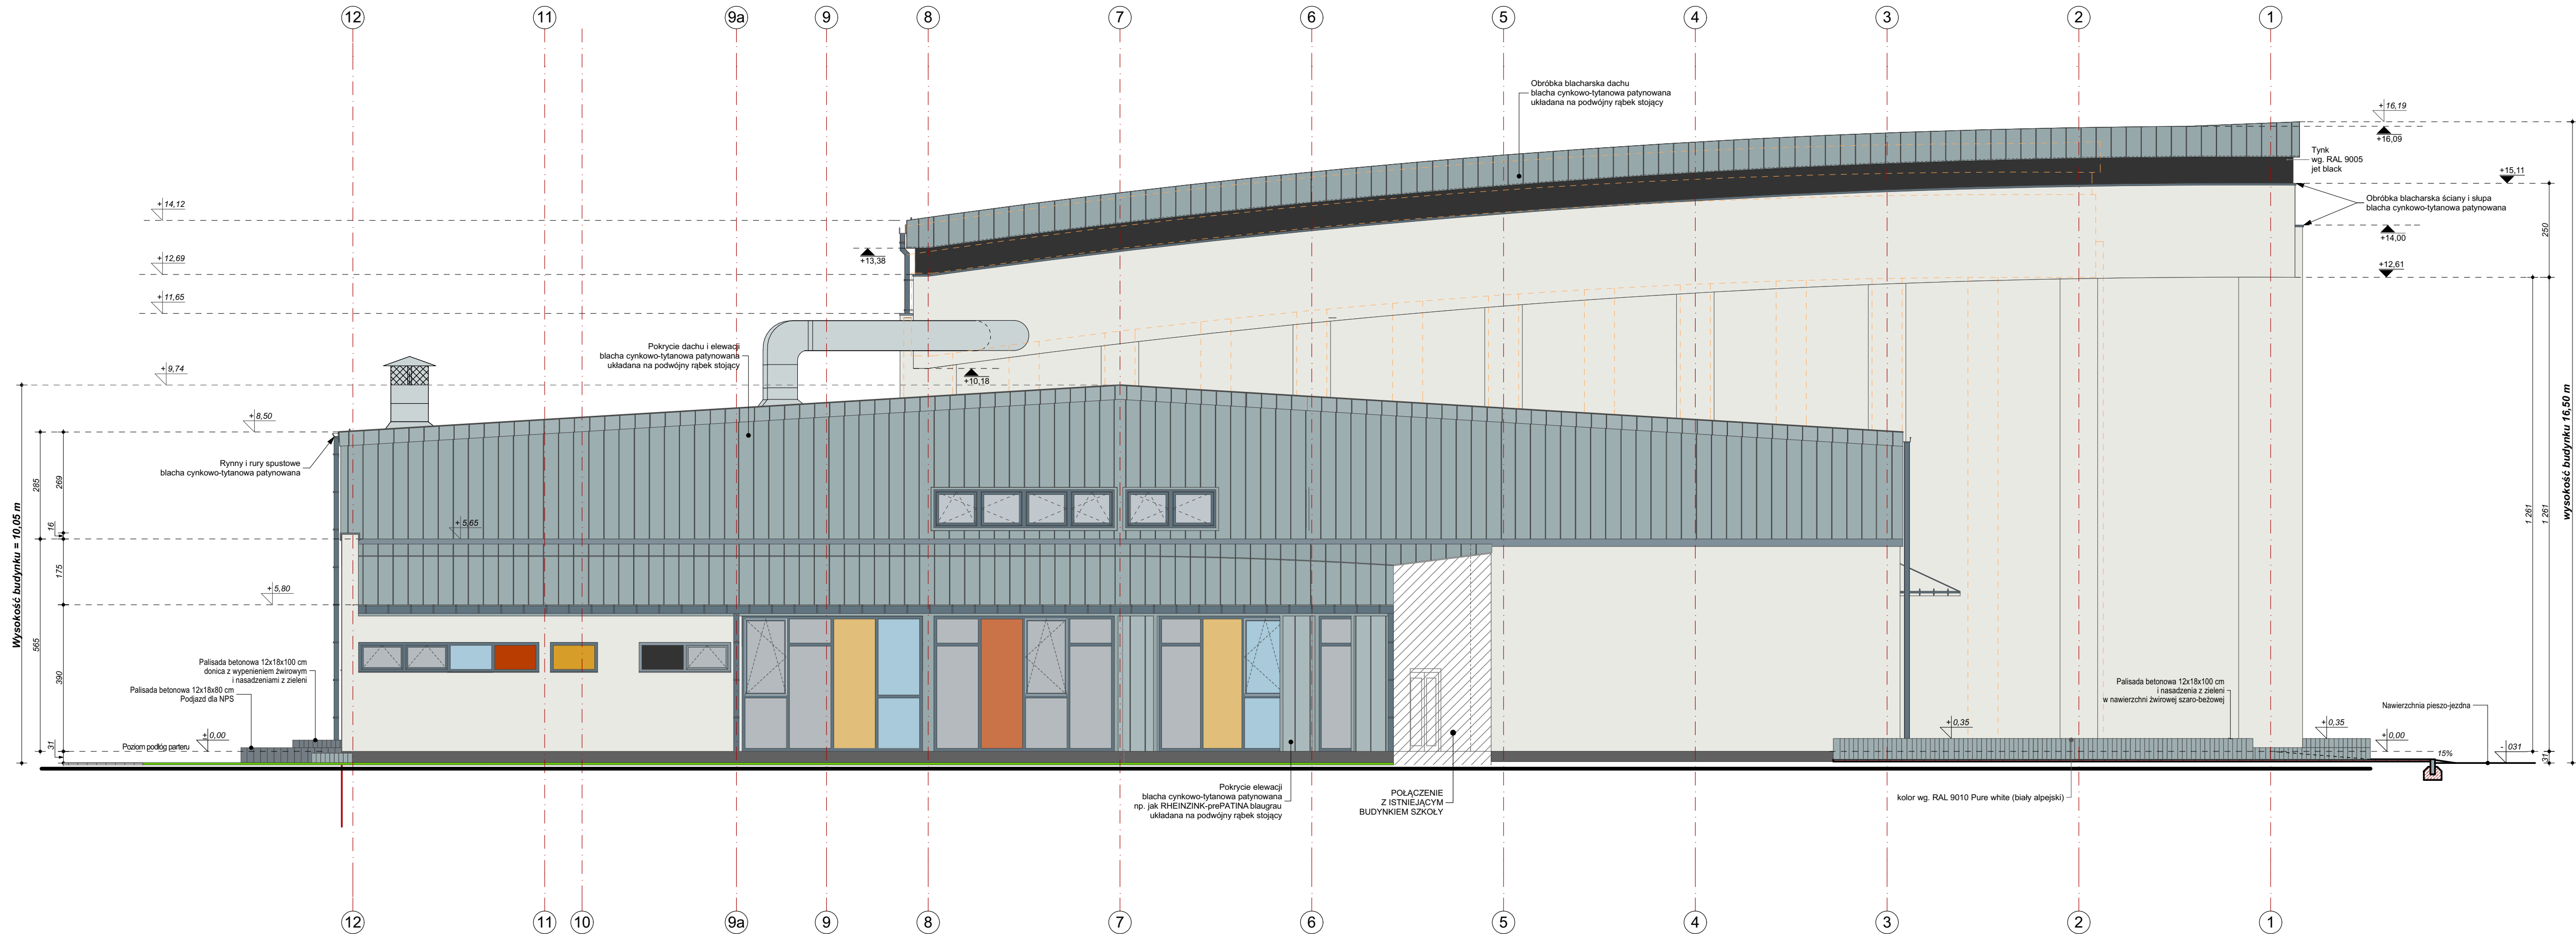 12
11
9a
9
8
7
6
5
4
3
2
1
Obróbka blacharska dachu
blacha cynkowo-tytanowa patynowana
układana na podwójny rąbek stojący
+ 16,19
+16,09
Tynk
wg. RAL 9005
jet black
+15,11
Obróbka blacharska ściany i słupa
blacha cynkowo-tytanowa patynowana
+ 14,12
+14,00
250
+13,38
+ 12,69
+12,61
+ 11,65
Pokrycie dachu i elewacji
blacha cynkowo-tytanowa patynowana
układana na podwójny rąbek stojący
+ 9,74
+10,18
+ 8,50
wysokość budynku 16,50 m
Rynny i rury spustowe
blacha cynkowo-tytanowa patynowana
285
269
16
+ 5,65
1 261
1 261
Wysokość budynku = 10,05 m
175
+ 5,80
565
390
Palisada betonowa 12x18x100 cm
donica z wypenieniem żwirowym
i nasadzeniami z zieleni
Palisada betonowa 12x18x80 cm
Podjazd dla NPS
Palisada betonowa 12x18x100 cm
i nasadzenia z zieleni
w nawierzchni żwirowej szaro-beżowej
Nawierzchnia pieszo-jezdna
+ 0,35
+ 0,35
± 0,00
± 0,00
Poziom podłóg parteru
31
15%
- 031
31
Pokrycie elewacji
blacha cynkowo-tytanowa patynowana
np. jak RHEINZINK-prePATINA blaugrau
układana na podwójny rąbek stojący
POŁĄCZENIE
Z ISTNIEJĄCYM
BUDYNKIEM SZKOŁY
kolor wg. RAL 9010 Pure white (biały alpejski)
12
11
10
9a
9
8
7
6
5
4
3
2
1